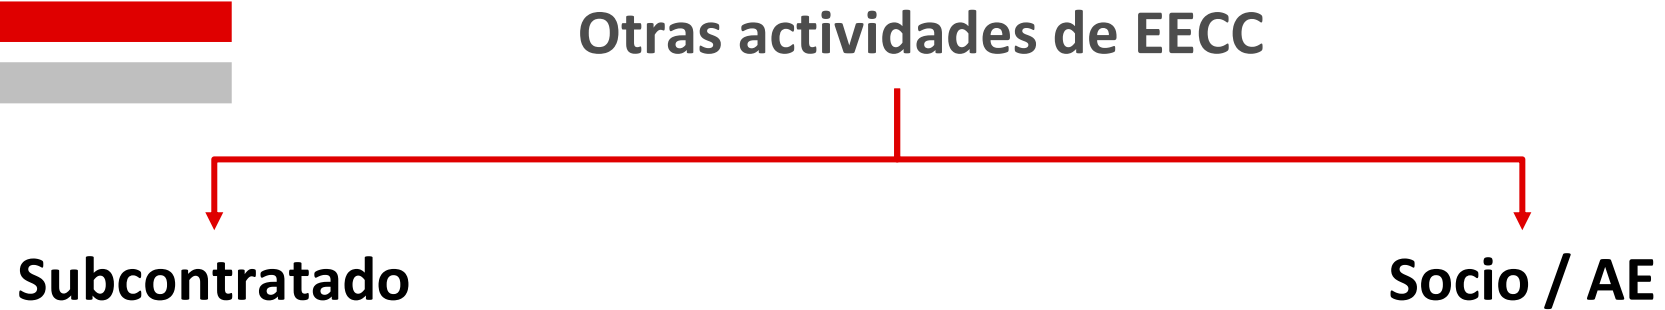 Otras actividades de EECC
Subcontratado
Socio / AE